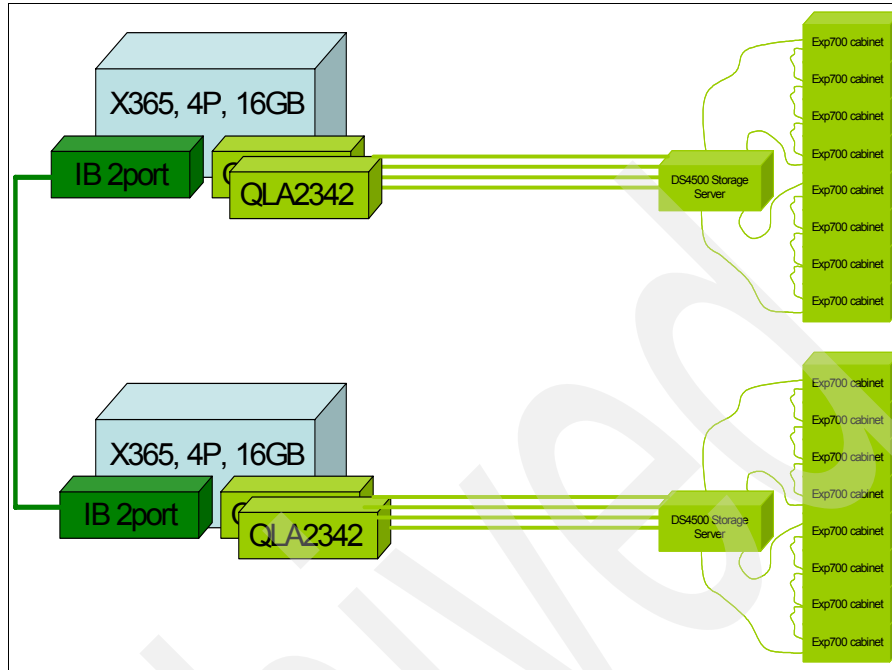 X365, 4P, 16GB
IB 2port
QLA2342
DS4500 Storage
Server
Exp700 cabinet
Exp700 cabinet
Exp700 cabinet
Exp700 cabinet
Exp700 cabinet
Exp700 cabinet
Exp700 cabinet
Exp700 cabinet
X365, 4P, 16GB
IB 2port
QLA2342
DS4500 Storage
Server
Exp700 cabinet
Exp700 cabinet
Exp700 cabinet
Exp700 cabinet
Exp700 cabinet
Exp700 cabinet
Exp700 cabinet
Exp700 cabinet